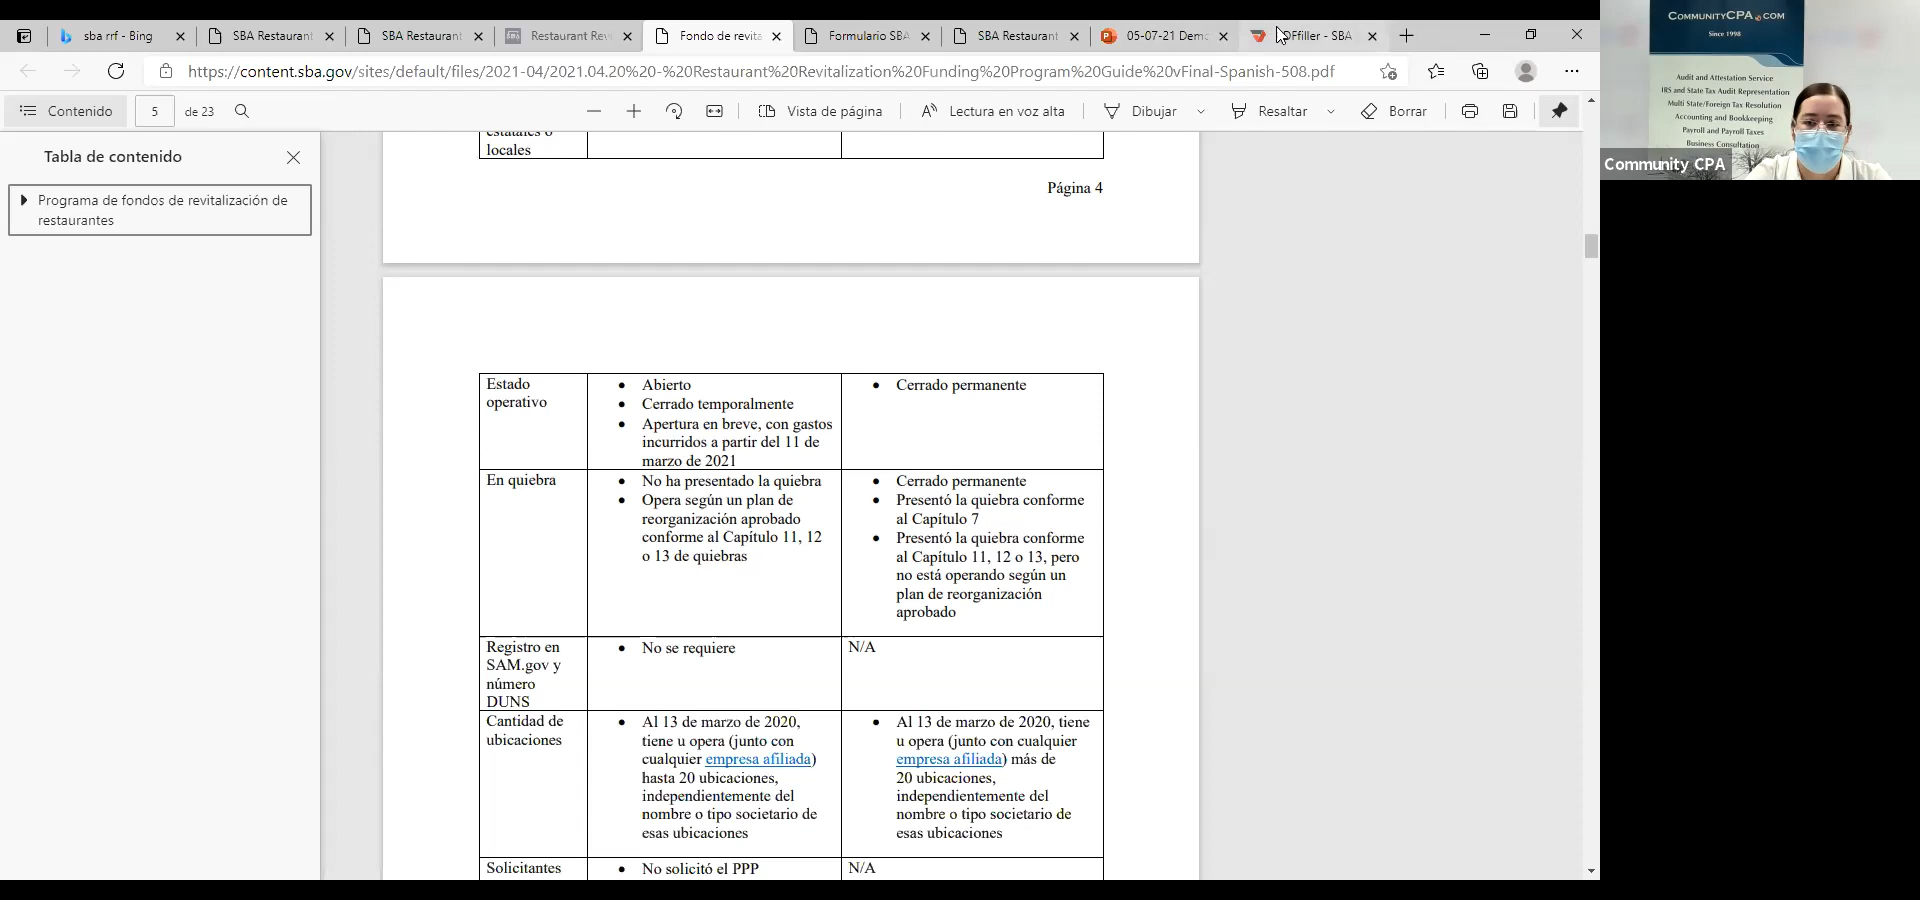 sba rrf - Bing
SBA Restaurant
SBA Restaurant
Restaurant Rev
Fondo de revita
Formulario SBA
SBA Restaurant
05-07-21 Demo
Ffiller - SBA
https://content.sba.gov/sites/default/files/2021-04/2021.04.20%20-%20Restaurant%20Revitalization%20Funding%20Program%20Guide%20vFinal-Spanish-508.pdf
Contenido
5
de 23
Vista de página
Lectura en voz alta
Dibujar
Resaltar
Borrar
Tabla de contenido
Programa de fondos de revitalización de
restaurantes
estatales o
locales
Página 4
Estado
operativo
• Abierto
• Cerrado temporalmente
• Apertura en breve, con gastos
incurridos a partir del 11 de
marzo de 2021
• Cerrado permanente
En quiebra
• No ha presentado la quiebra
• Opera según un plan de
reorganización aprobado
conforme al Capítulo 11, 12
o 13 de quiebras
• Cerrado permanente
• Presentó la quiebra conforme
al Capítulo 7
• Presentó la quiebra conforme
al Capítulo 11, 12 o 13, pero
no está operando según un
plan de reorganización
aprobado
Registro en
SAM.gov y
número
DUNS
• No se requiere
N/A
Cantidad de
ubicaciones
• Al 13 de marzo de 2020,
tiene u opera (junto con
cualquier empresa afiliada)
hasta 20 ubicaciones,
independientemente del
nombre o tipo societario de
esas ubicaciones
• Al 13 de marzo de 2020, tiene
u opera (junto con cualquier
empresa afiliada) más de
20 ubicaciones,
independientemente del
nombre o tipo societario de
esas ubicaciones
Solicitantes
• No solicitó el PPP
N/A
COMMUNITYCPA.COM
Since 1998
Audit and Attestation Service
IRS and State Tax Audit Representation
Multi State/Foreign Tax Resolution
Accounting and Bookkeeping
Payroll and Payroll Taxes
Business Consultation
Community CPA